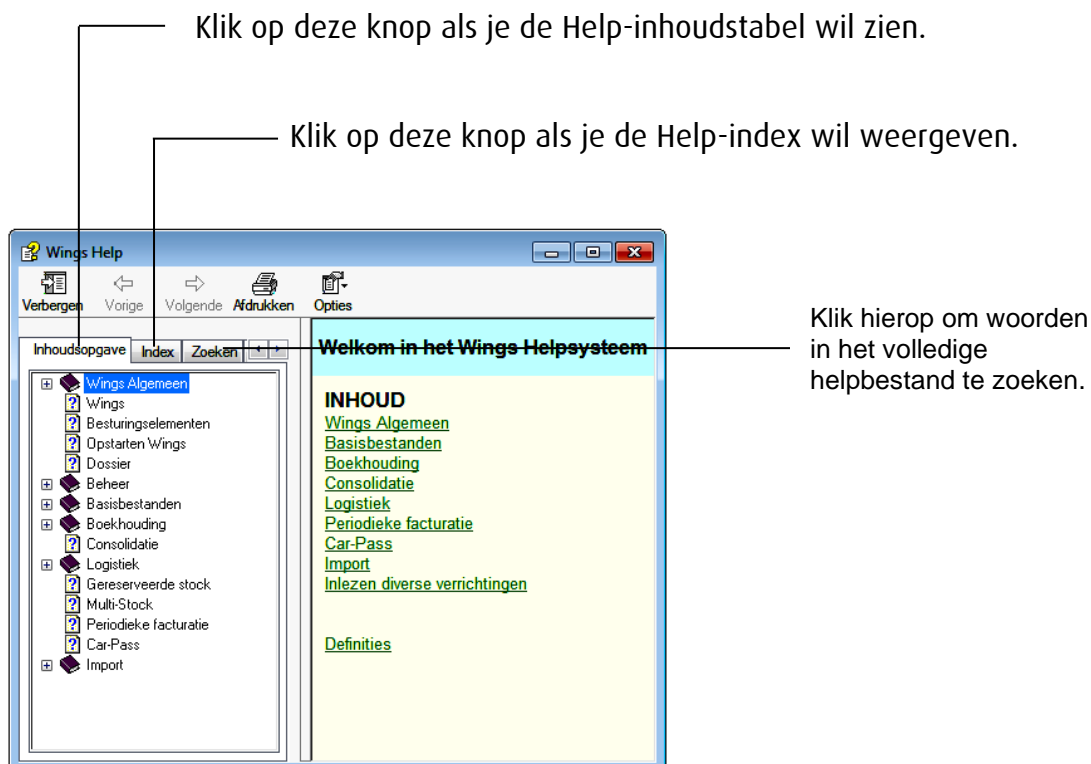 Klik op deze knop als je de Help-inhoudstabel wil zien.
Klik op deze knop als je de Help-index wil weergeven.
Wings Help
Verbergen Vorige Volgende Afdrukken Opties
Inhoudsopgave Index Zoeken
Wings Algemeen
Wings
Besturingselementen
Opstarten Wings
Dossier
Beheer
Basisbestanden
Boekhouding
Consolidatie
Logistiek
Gereserveerde stock
Multi-Stock
Periodieke facturatie
Car-Pass
Import
Welkom in het Wings Helpsysteem
INHOUD
Wings Algemeen
Basisbestanden
Boekhouding
Consolidatie
Logistiek
Periodieke facturatie
Car-Pass
Import
Inlezen diverse verrichtingen
Definities
Klik hierop om woorden
in het volledige
helpbestand te zoeken.